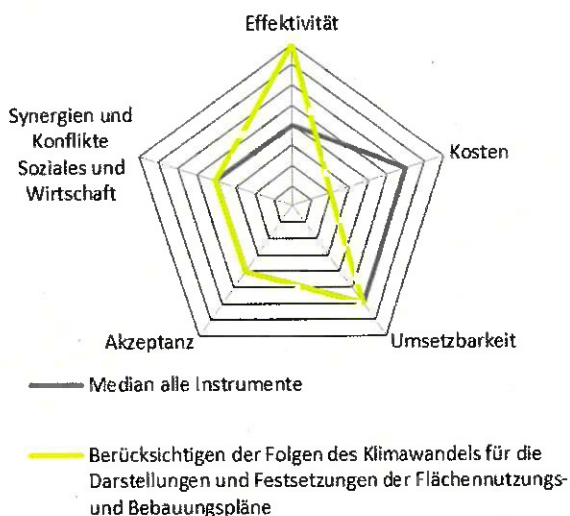 Effektivität
Synergien und
Konflikte
Soziales und
Wirtschaft
Kosten
Akzeptanz
Umsetzbarkeit
Median alle Instrumente
Berücksichtigen der Folgen des Klimawandels für die
Darstellungen und Festsetzungen der Flächennutzungs-
und Bebauungspläne